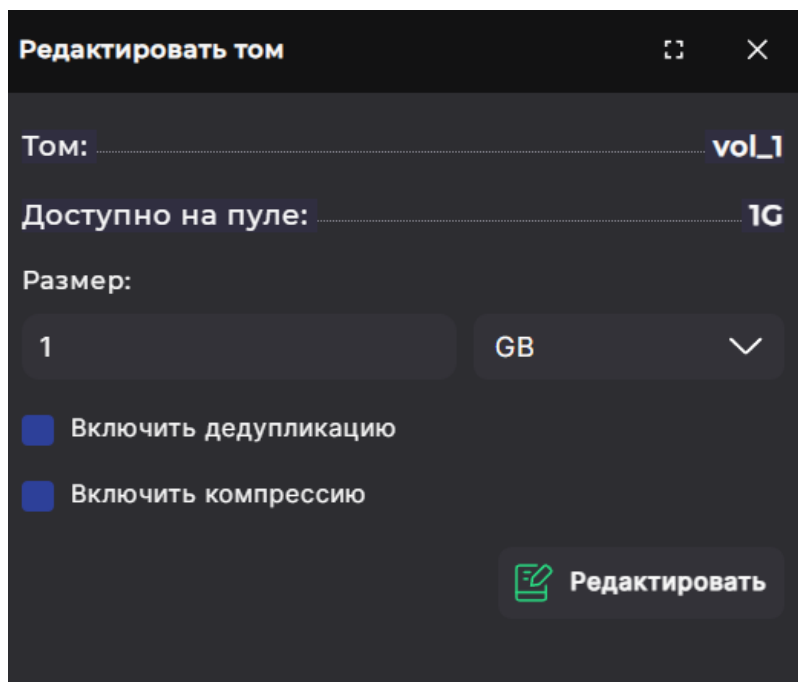 Редактировать том
Том: vol_1
Доступно на пуле: 1G
Размер:
1 GB
Включить дедупликацию
Включить компрессию
Редактировать